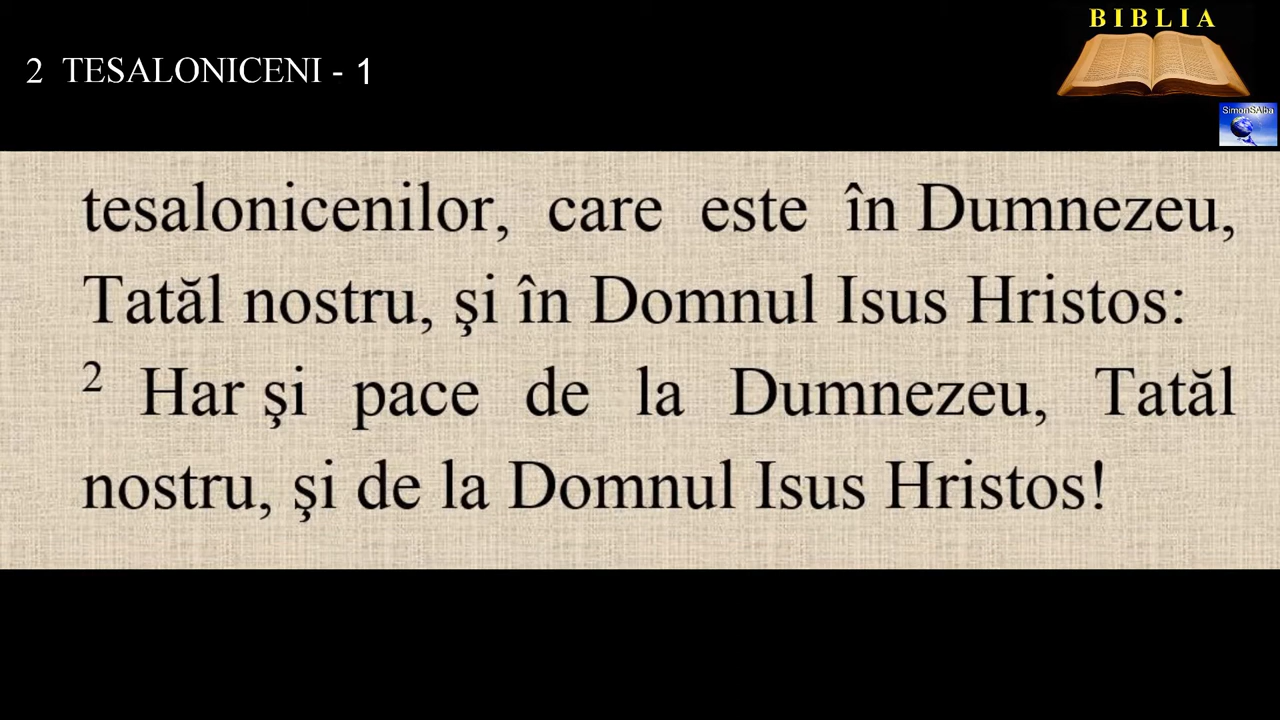 BIBLIA
2 TESALONICENI - 1
SimonSAlba
tesalonicenilor, care este în Dumnezeu,
Tatăl nostru, şi în Domnul Isus Hristos:
2 Har şi pace de la Dumnezeu, Tatăl
nostru, şi de la Domnul Isus Hristos!